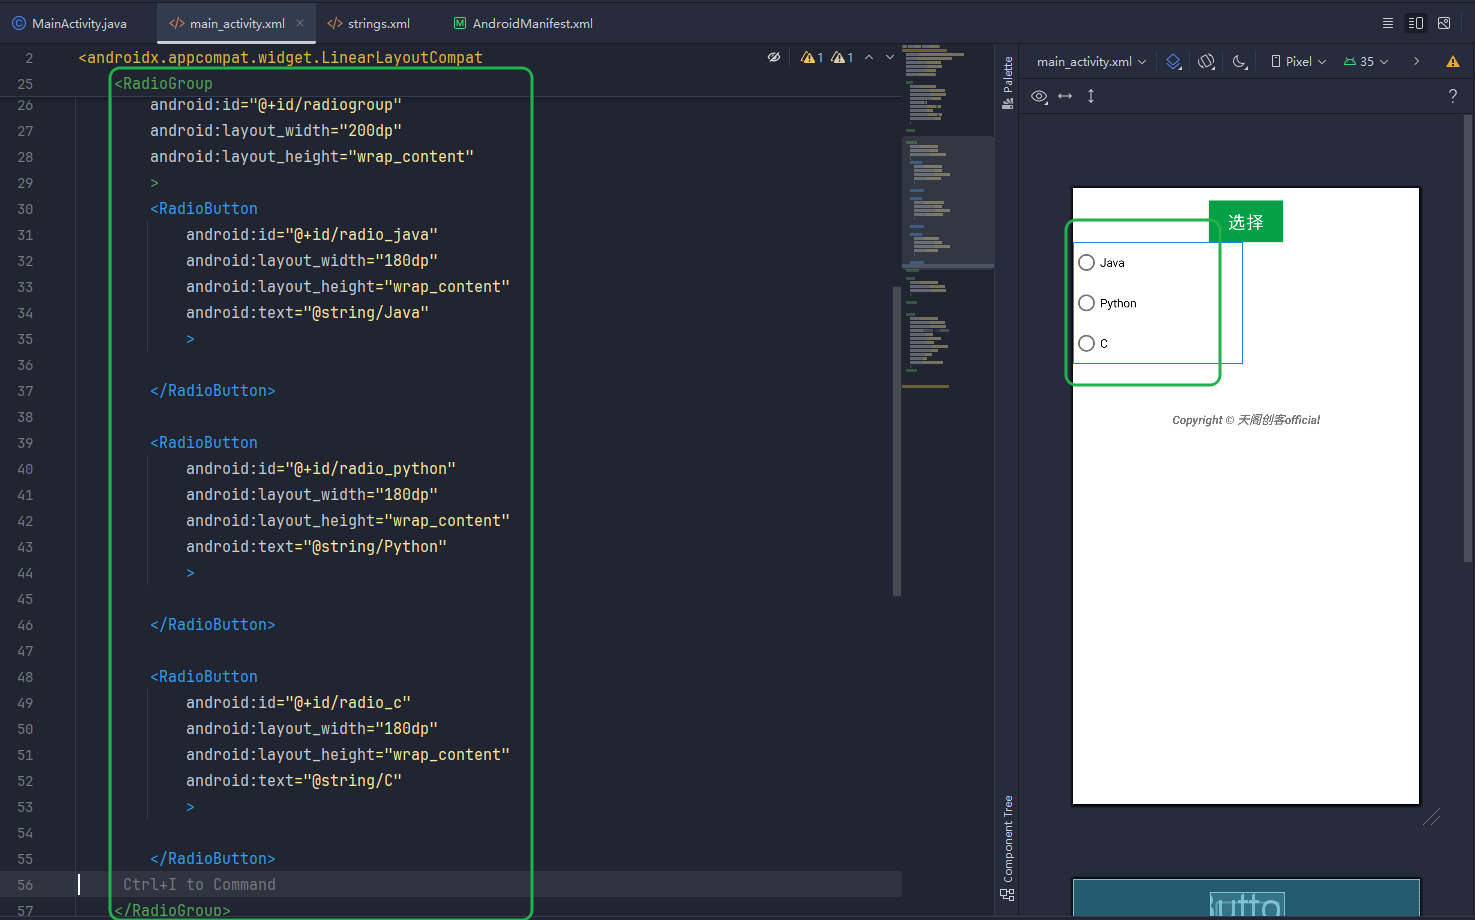 MainActivity.java
main_activity.xml
strings.xml
AndroidManifest.xml
2 <androidx.appcompat.widget.LinearLayoutCompat
1 1
25 <RadioGroup
26 android:id="@+id/radiogroup"
27 android:layout_width="200dp"
28 android:layout_height="wrap_content"
29 >
30 <RadioButton
31 android:id="@+id/radio_java"
32 android:layout_width="180dp"
33 android:layout_height="wrap_content"
34 android:text="@string/Java"
35 >
36
37 </RadioButton>
38
39 <RadioButton
40 android:id="@+id/radio_python"
41 android:layout_width="180dp"
42 android:layout_height="wrap_content"
43 android:text="@string/Python"
44 >
45
46 </RadioButton>
47
48 <RadioButton
49 android:id="@+id/radio_c"
50 android:layout_width="180dp"
51 android:layout_height="wrap_content"
52 android:text="@string/C"
53 >
54
55 </RadioButton>
56 Ctrl+I to Command
57 </RadioGroup>
Palette
Component Tree
main_activity.xml
Pixel
35
?
选择
Java
Python
C
Copyright © 天阁创客official
Butto